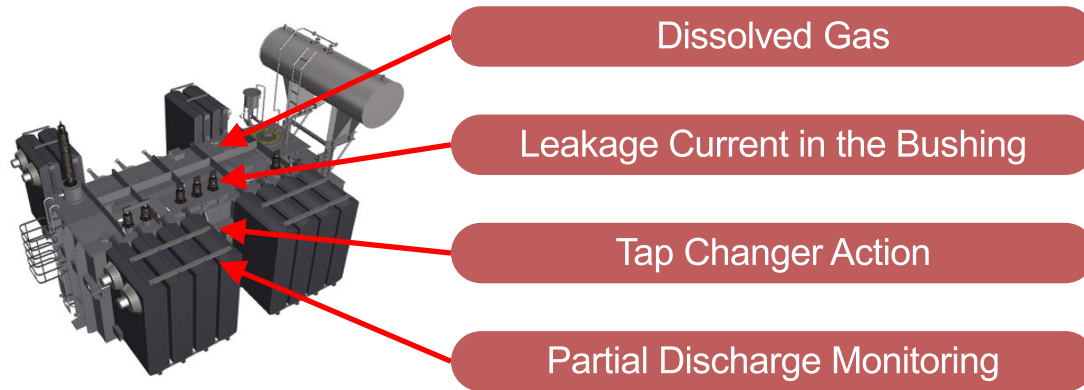 Dissolved Gas
Leakage Current in the Bushing
Tap Changer Action
Partial Discharge Monitoring